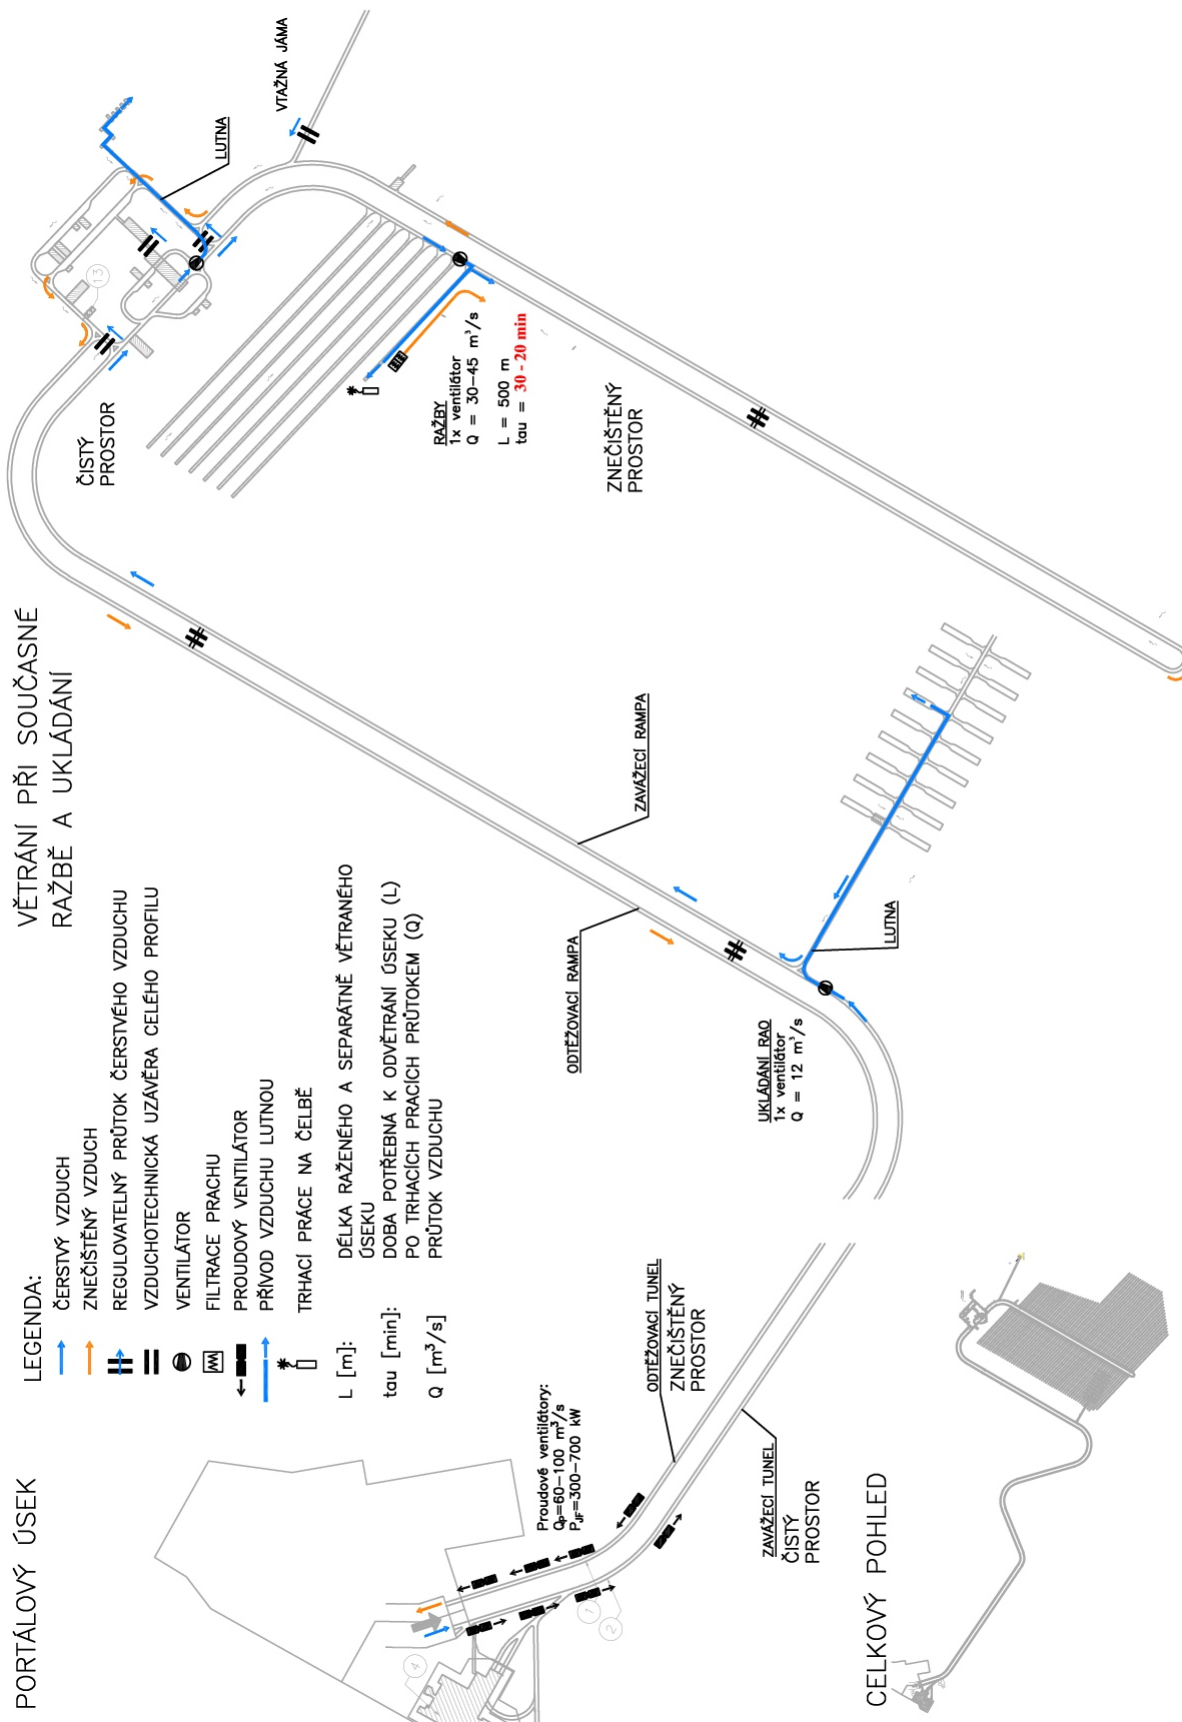 VĚTRÁNÍ PŘI SOUČASNÉ
RAŽBĚ A UKLÁDÁNÍ
PORTÁLOVÝ ÚSEK
LEGENDA:
ČERSTVÝ VZDUCH
ZNEČIŠTĚNÝ VZDUCH
REGULOVATELNÝ PRŮTOK ČERSTVÉHO VZDUCHU
VZDUCHOTECHNICKÁ UZÁVĚRA CELÉHO PROFILU
VENTILÁTOR
FILTRACE PRACHU
PROUDOVÝ VENTILÁTOR
PŘÍVOD VZDUCHU LUTNOU
TRHACÍ PRÁCE NA ČELBĚ
L [m]: DÉLKA RAŽENÉHO A SEPARÁTNĚ VĚTRANÉHO
ÚSEKU
tau [min]: DOBA POTŘEBNÁ K ODVĚTRÁNÍ ÚSEKU (L)
PO TRHACÍCH PRACÍCH PRŮTOKEM (Q)
Q [m³/s] PRŮTOK VZDUCHU
LUTNA
VTAŽNÁ JÁMA
13
ČISTÝ
PROSTOR
RAŽBY
1x ventilátor
Q = 30-45 m³/s
L = 500 m
tau = 30 - 20 min
ZNEČIŠTĚNÝ
PROSTOR
ZAVÁŽECÍ RAMPA
ODTĚŽOVACÍ RAMPA
LUTNA
UKLÁDÁNÍ RAO
1x ventilátor
Q = 12 m³/s
Proudové ventilátory:
Qp=60-100 m³/s
PJF=300-700 kW
ODTĚŽOVACÍ TUNEL
ZNEČIŠTĚNÝ
PROSTOR
ZAVÁŽECÍ TUNEL
ČISTÝ
PROSTOR
4
1
2
CELKOVÝ POHLED